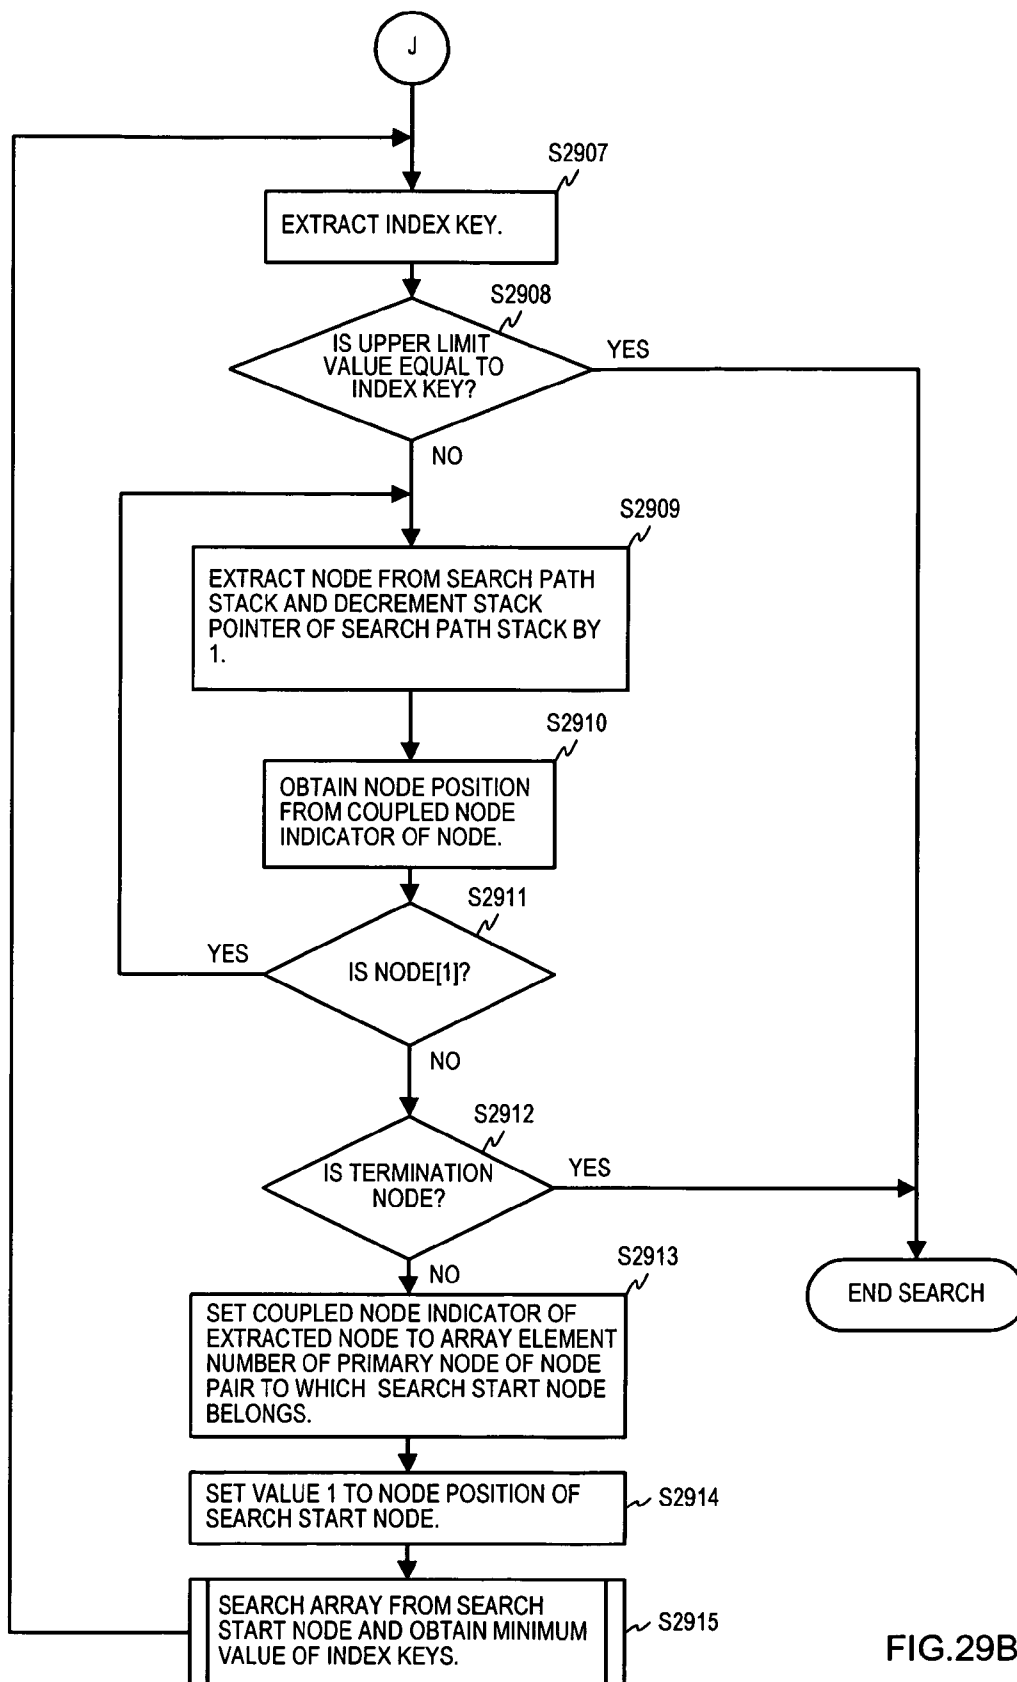 J
S2907
EXTRACT INDEX KEY.
S2908
IS UPPER LIMIT
VALUE EQUAL TO
INDEX KEY?
YES
NO
S2909
EXTRACT NODE FROM SEARCH PATH
STACK AND DECREMENT STACK
POINTER OF SEARCH PATH STACK BY
1.
S2910
OBTAIN NODE POSITION
FROM COUPLED NODE
INDICATOR OF NODE.
S2911
YES
IS NODE[1]?
NO
S2912
IS TERMINATION
NODE?
YES
NO
S2913
SET COUPLED NODE INDICATOR OF
EXTRACTED NODE TO ARRAY ELEMENT
NUMBER OF PRIMARY NODE OF NODE
PAIR TO WHICH SEARCH START NODE
BELONGS.
END SEARCH
SET VALUE 1 TO NODE POSITION OF
SEARCH START NODE.
S2914
SEARCH ARRAY FROM SEARCH
START NODE AND OBTAIN MINIMUM
VALUE OF INDEX KEYS.
S2915
FIG.29B